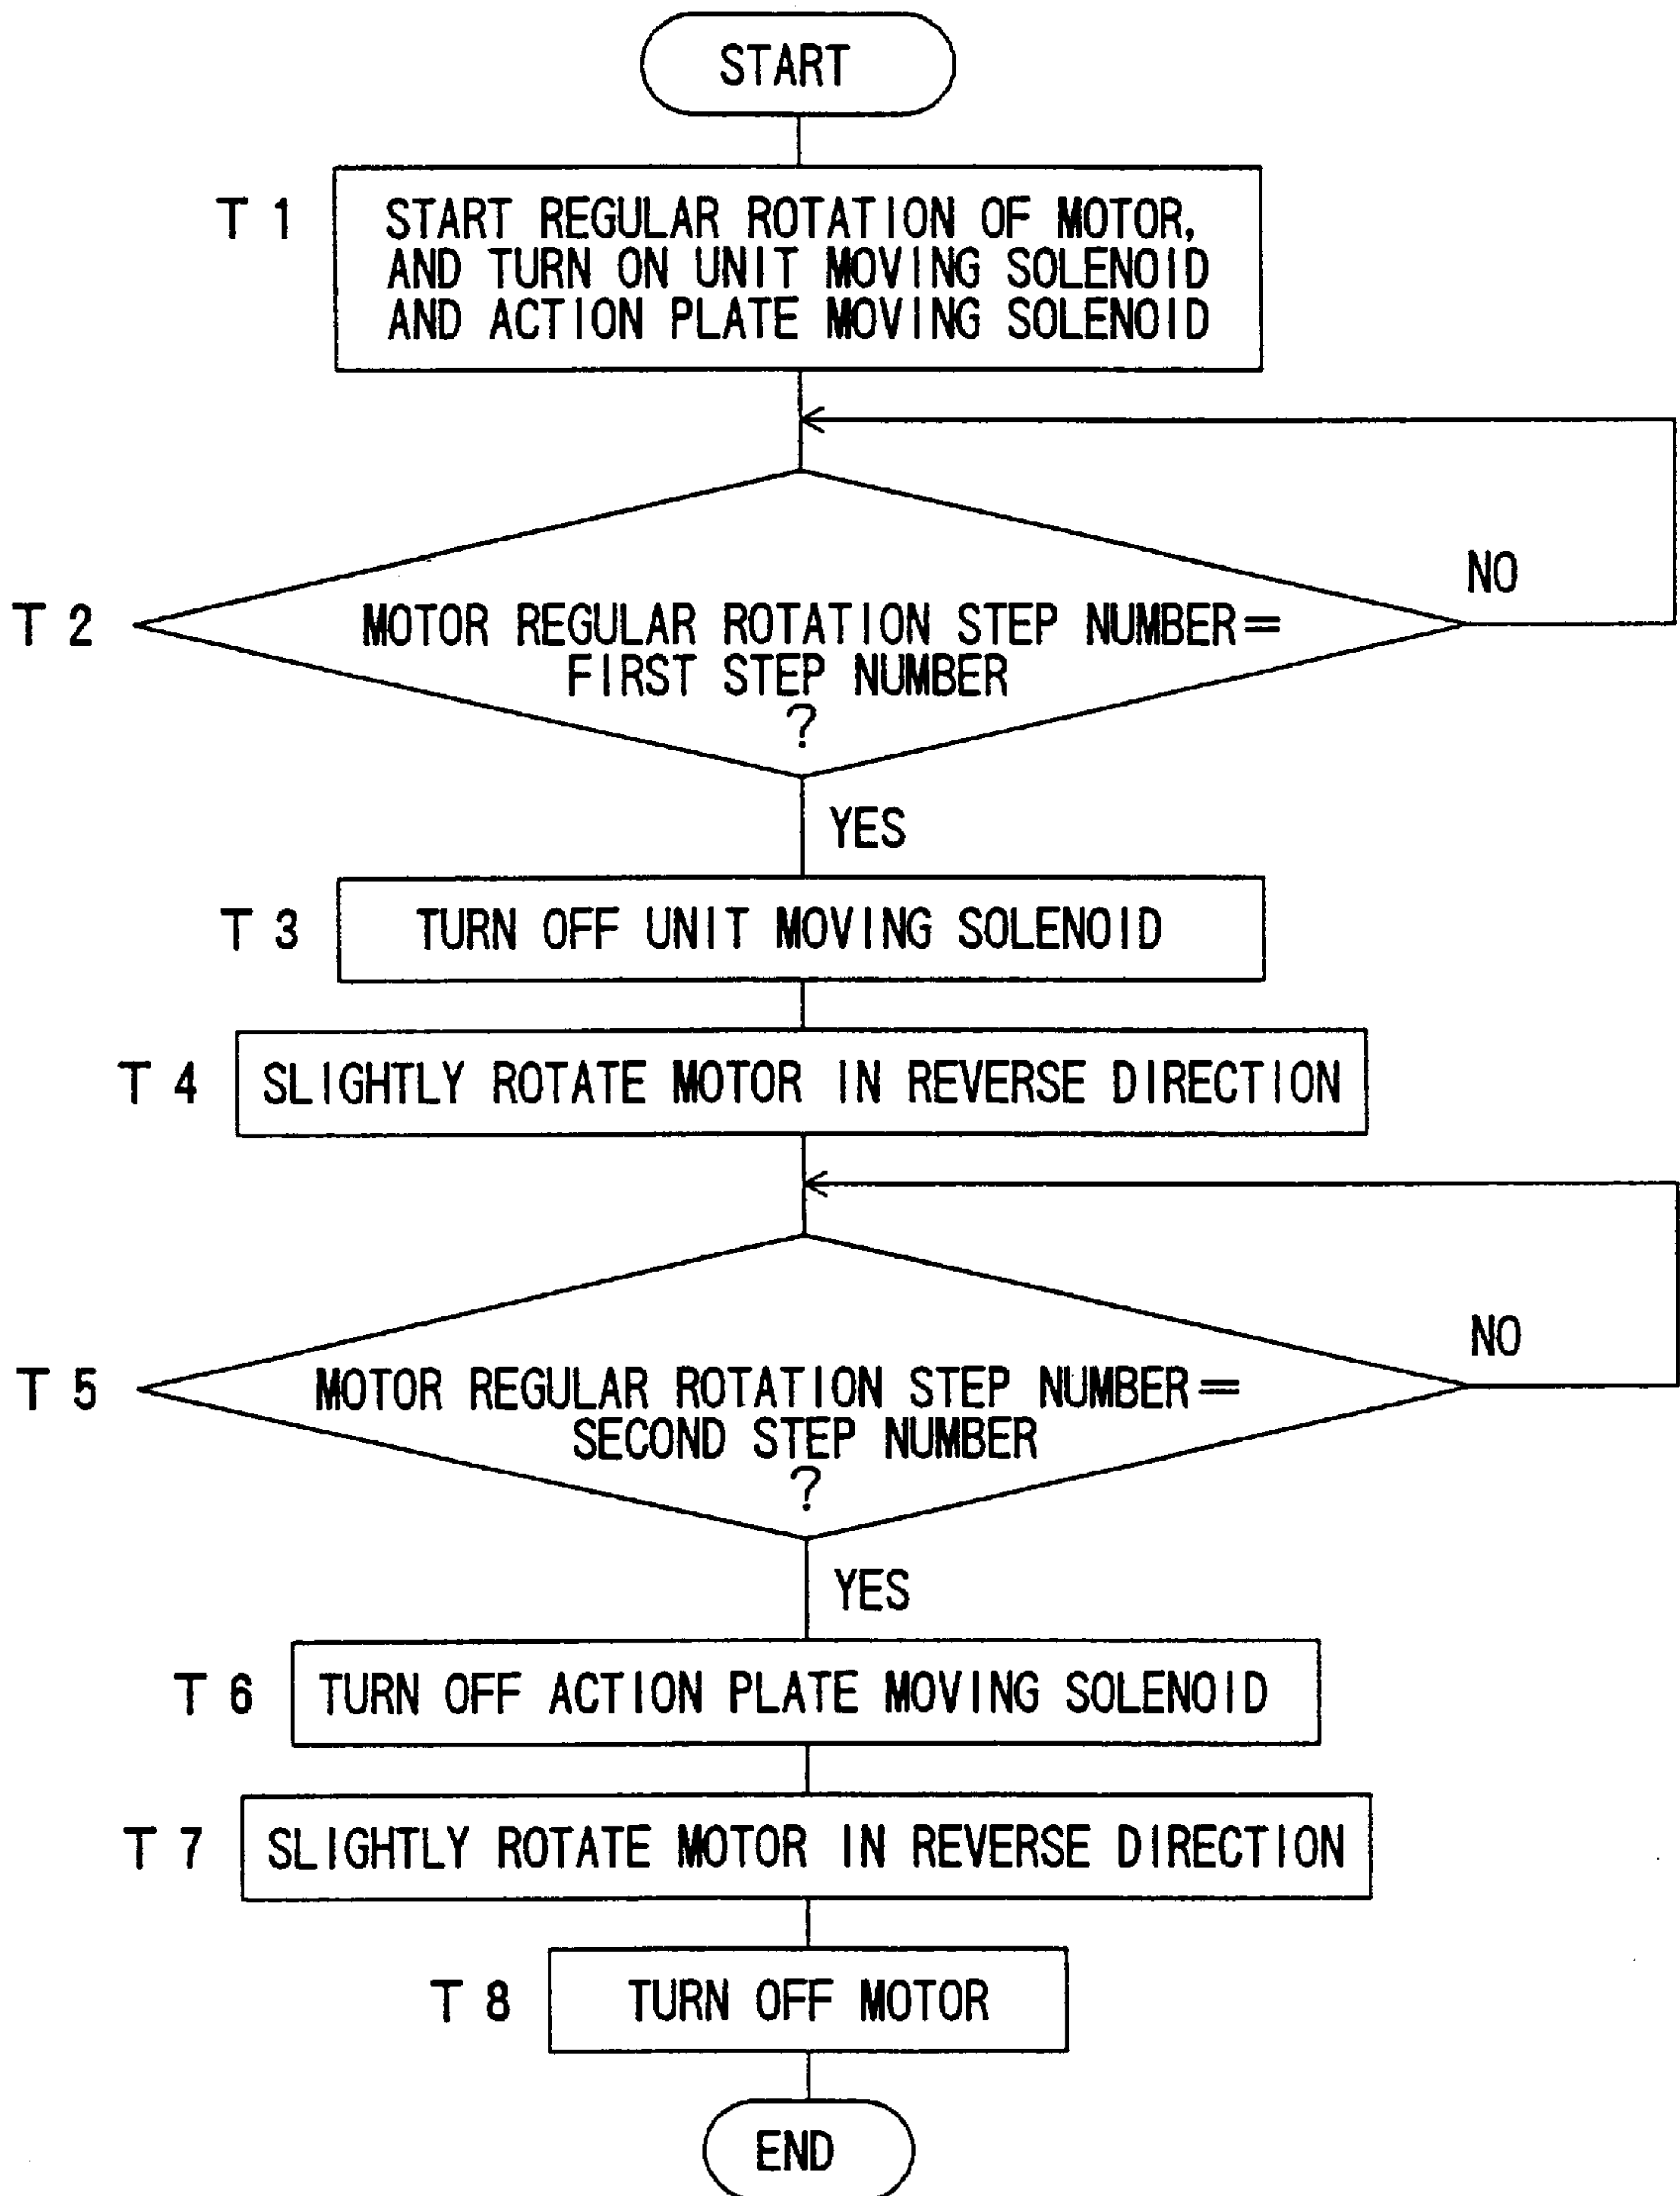 START
T 1
START REGULAR ROTATION OF MOTOR,
AND TURN ON UNIT MOVING SOLENOID
AND ACTION PLATE MOVING SOLENOID
NO
T 2
MOTOR REGULAR ROTATION STEP NUMBER=
FIRST STEP NUMBER
?
YES
T 3
TURN OFF UNIT MOVING SOLENOID
T 4
SLIGHTLY ROTATE MOTOR IN REVERSE DIRECTION
NO
T 5
MOTOR REGULAR ROTATION STEP NUMBER=
SECOND STEP NUMBER
?
YES
T 6
TURN OFF ACTION PLATE MOVING SOLENOID
T 7
SLIGHTLY ROTATE MOTOR IN REVERSE DIRECTION
T 8
TURN OFF MOTOR
END